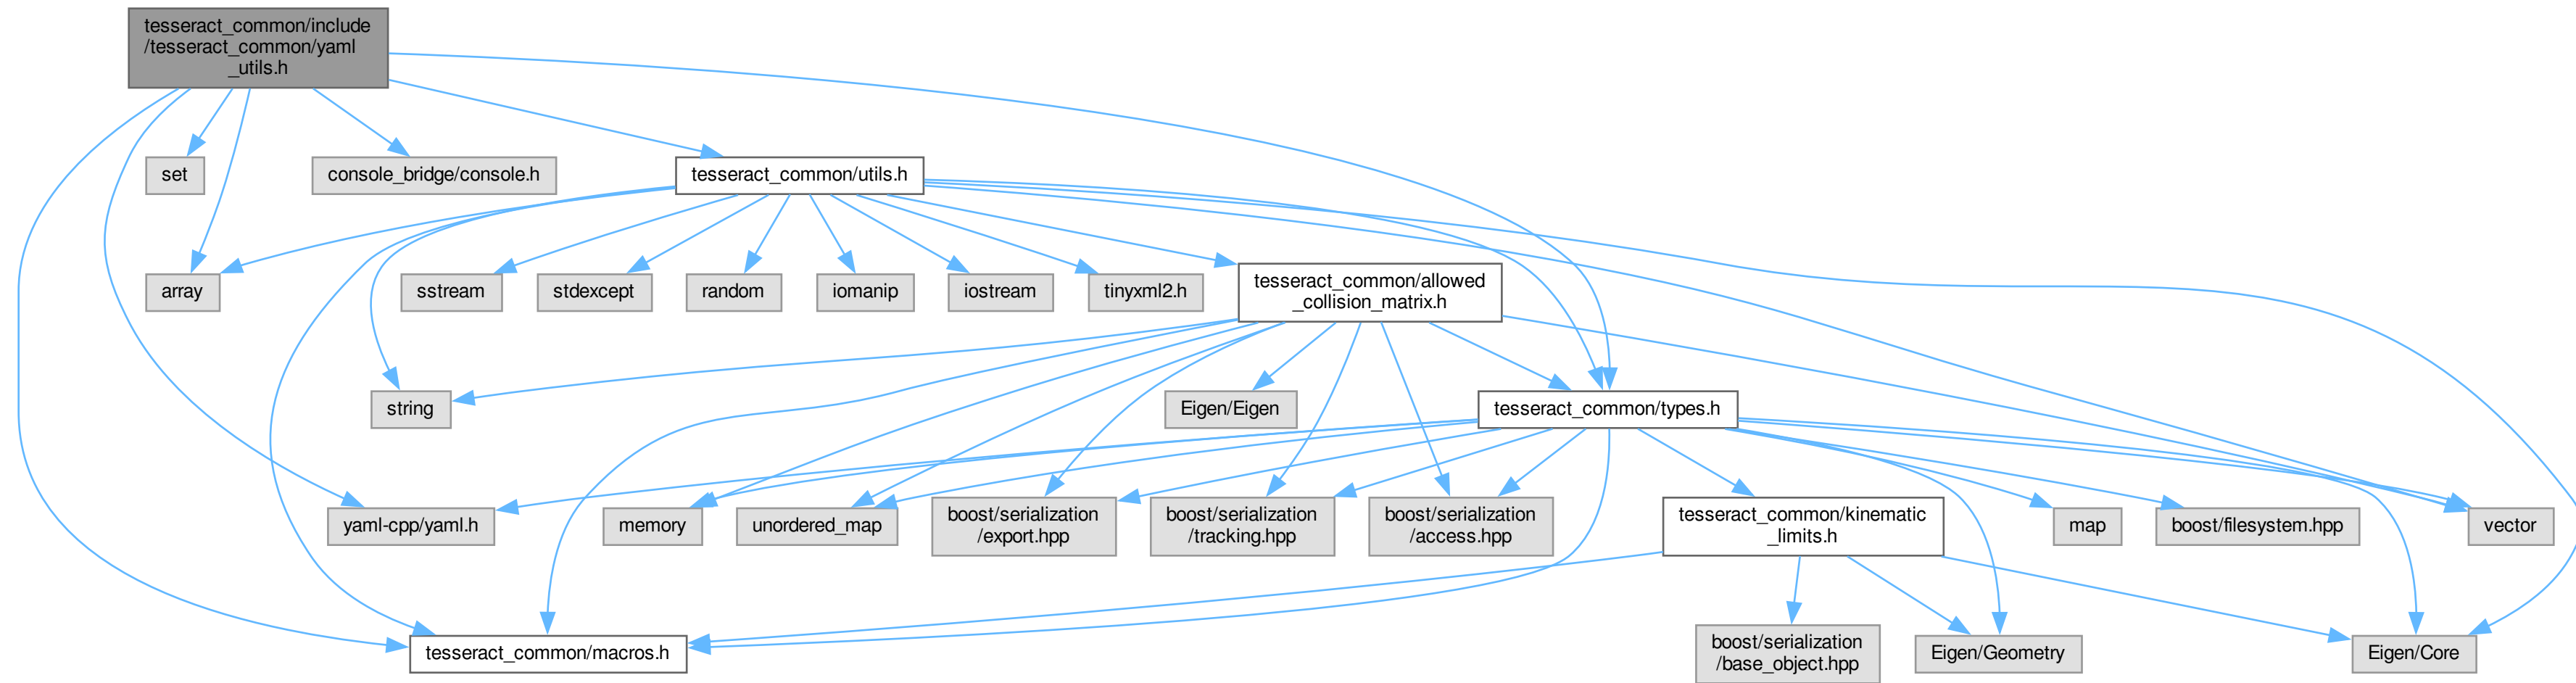 tesseract_common/include
/tesseract_common/yaml
_utils.h
set
console_bridge/console.h
tesseract_common/utils.h
array
sstream
stdexcept
random
iomanip
iostream
tinyxml2.h
tesseract_common/allowed
_collision_matrix.h
string
Eigen/Eigen
tesseract_common/types.h
yaml-cpp/yaml.h
memory
unordered_map
boost/serialization
/export.hpp
boost/serialization
/tracking.hpp
boost/serialization
/access.hpp
tesseract_common/kinematic
_limits.h
map
boost/filesystem.hpp
vector
tesseract_common/macros.h
boost/serialization
/base_object.hpp
Eigen/Geometry
Eigen/Core